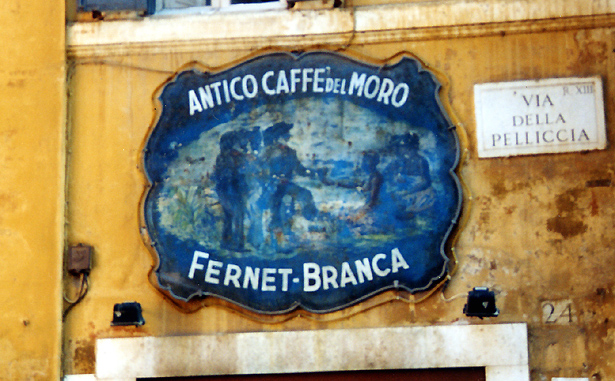 ANTICO CAFFE' DEL MORO
FERNET-BRANCA
R. XIII
VIA
DELLA
PELLICCIA
24